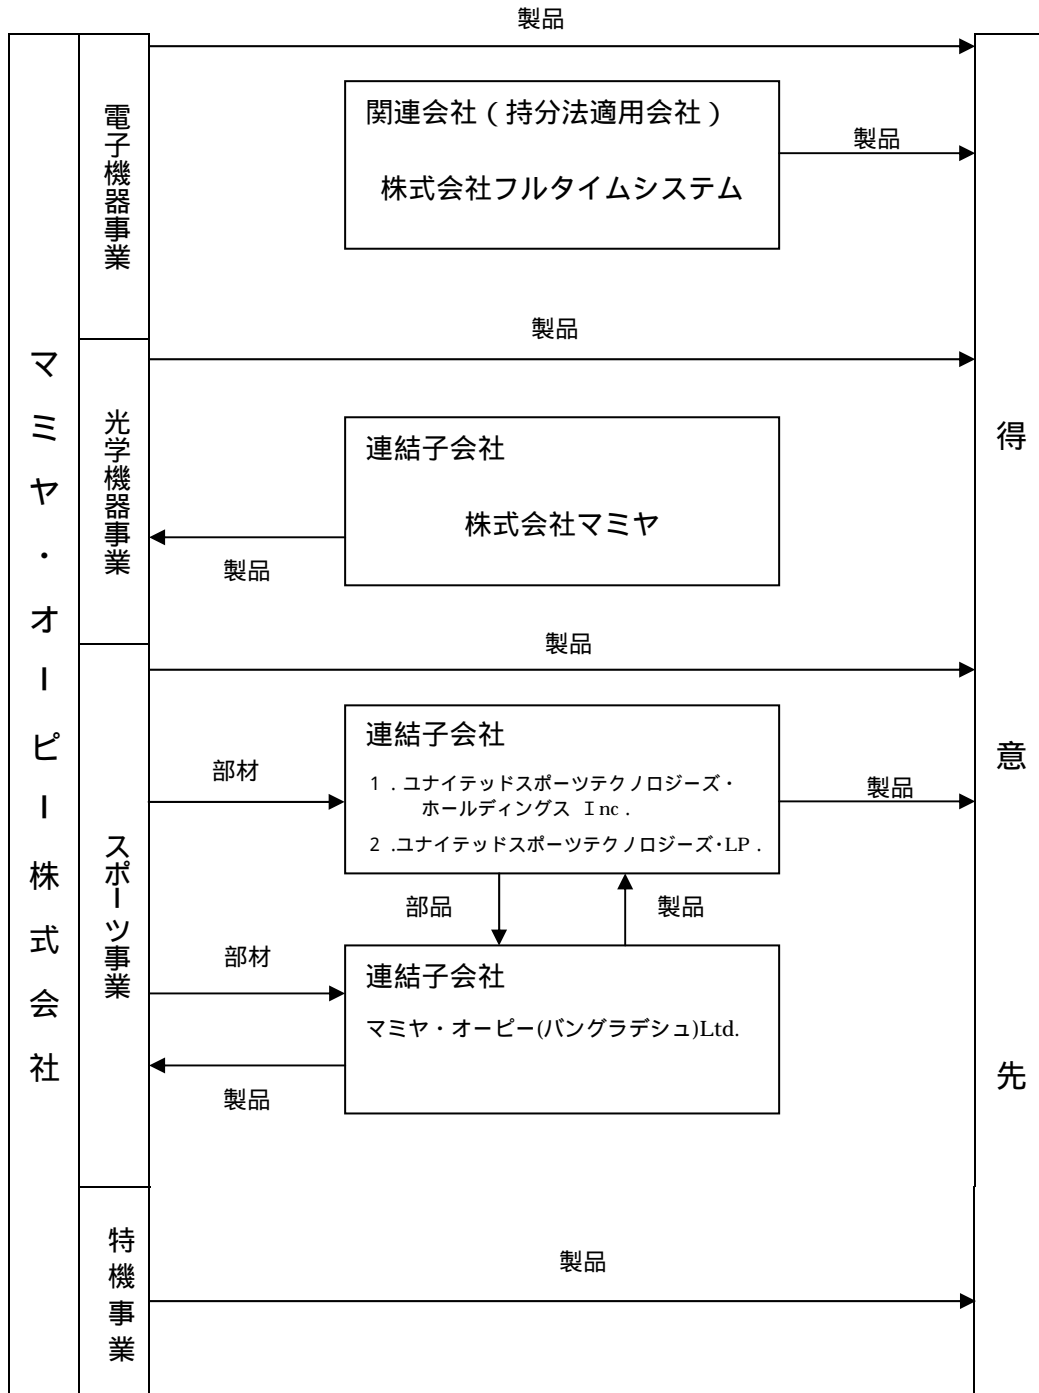 マミヤ・オーピー株式会社
電子機器事業
製品
関連会社（持分法適用会社）
株式会社フルタイムシステム
製品
光学機器事業
製品
連結子会社
株式会社マミヤ
製品
スポーツ事業
製品
部材
連結子会社
１．ユナイテッドスポーツテクノロジーズ・
ホールディングス Ｉnc．
２．ユナイテッドスポーツテクノロジーズ・LP．
製品
部品
製品
部材
連結子会社
マミヤ・オーピー(バングラデシュ)Ltd.
製品
特機事業
製品
得意先